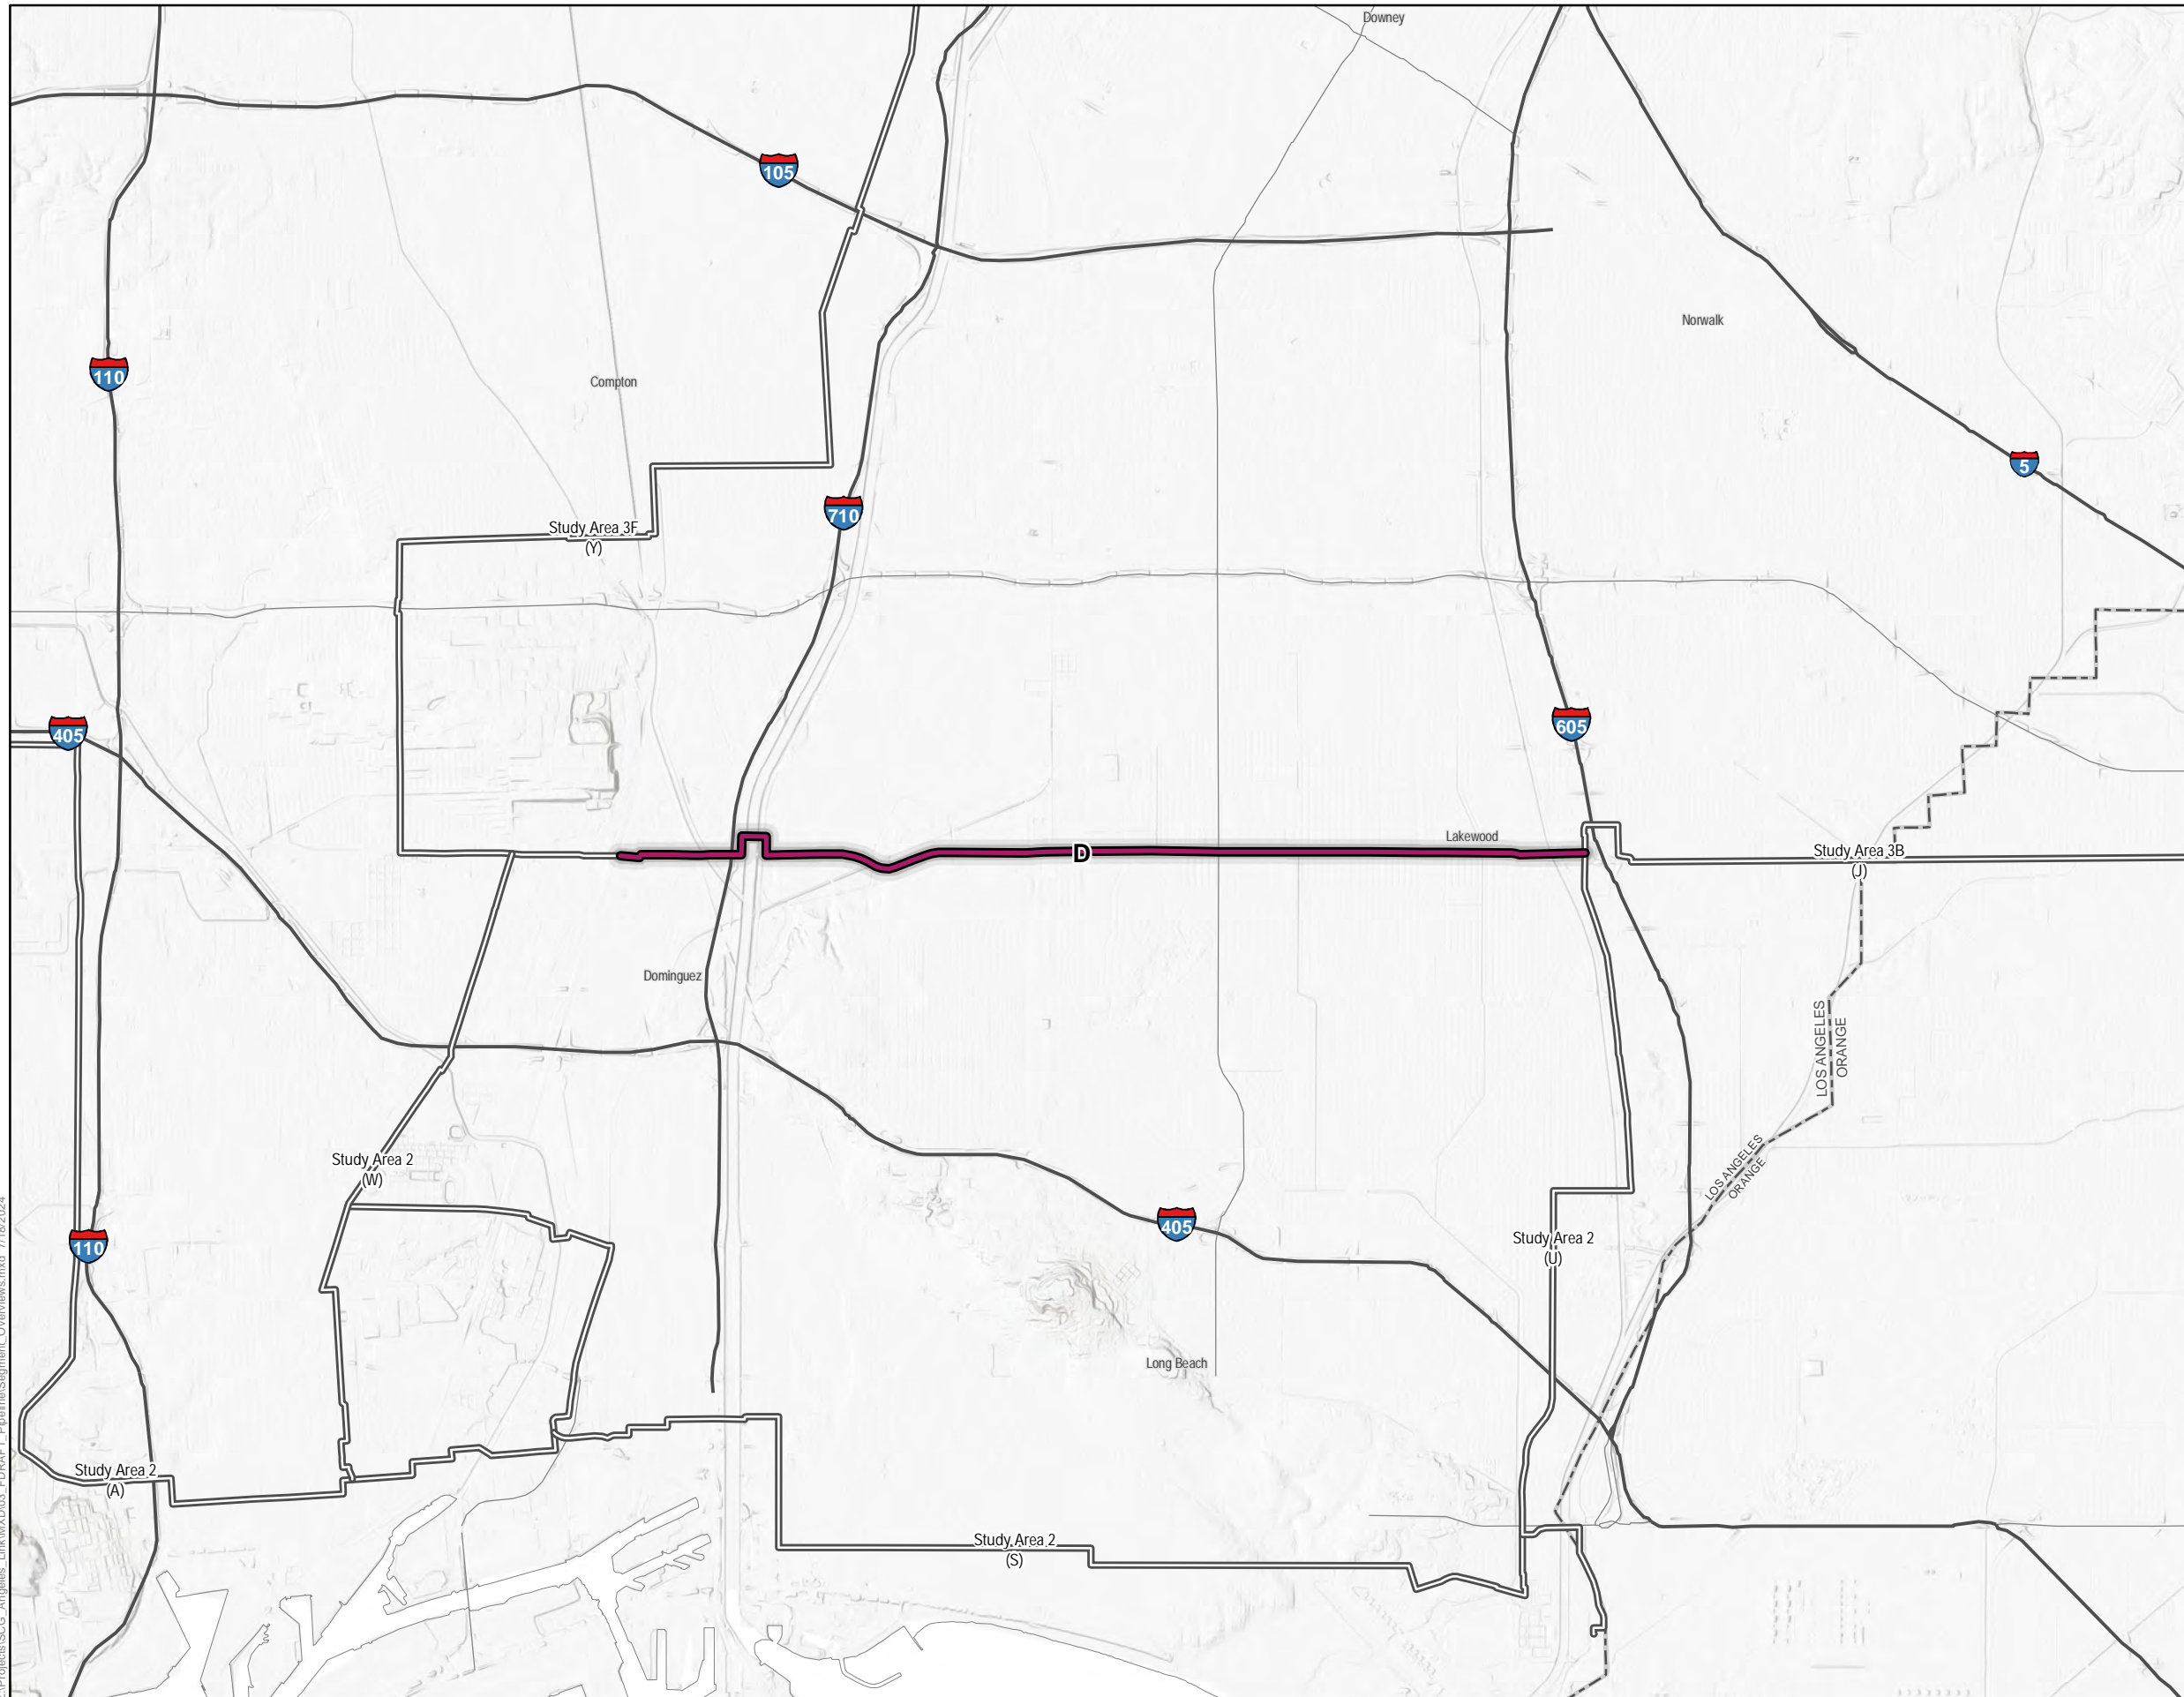 Downey
105
Norwalk
110
Compton
5
710
Study Area 3F
(Y)
405
605
Lakewood
D
Study Area 3B
(J)
Dominguez
LOS ANGELES
ORANGE
LOS ANGELES
ORANGE
Study Area 2
(W)
405
110
Study Area 2
(U)
Long Beach
Study Area 2
(A)
Study Area 2
(S)